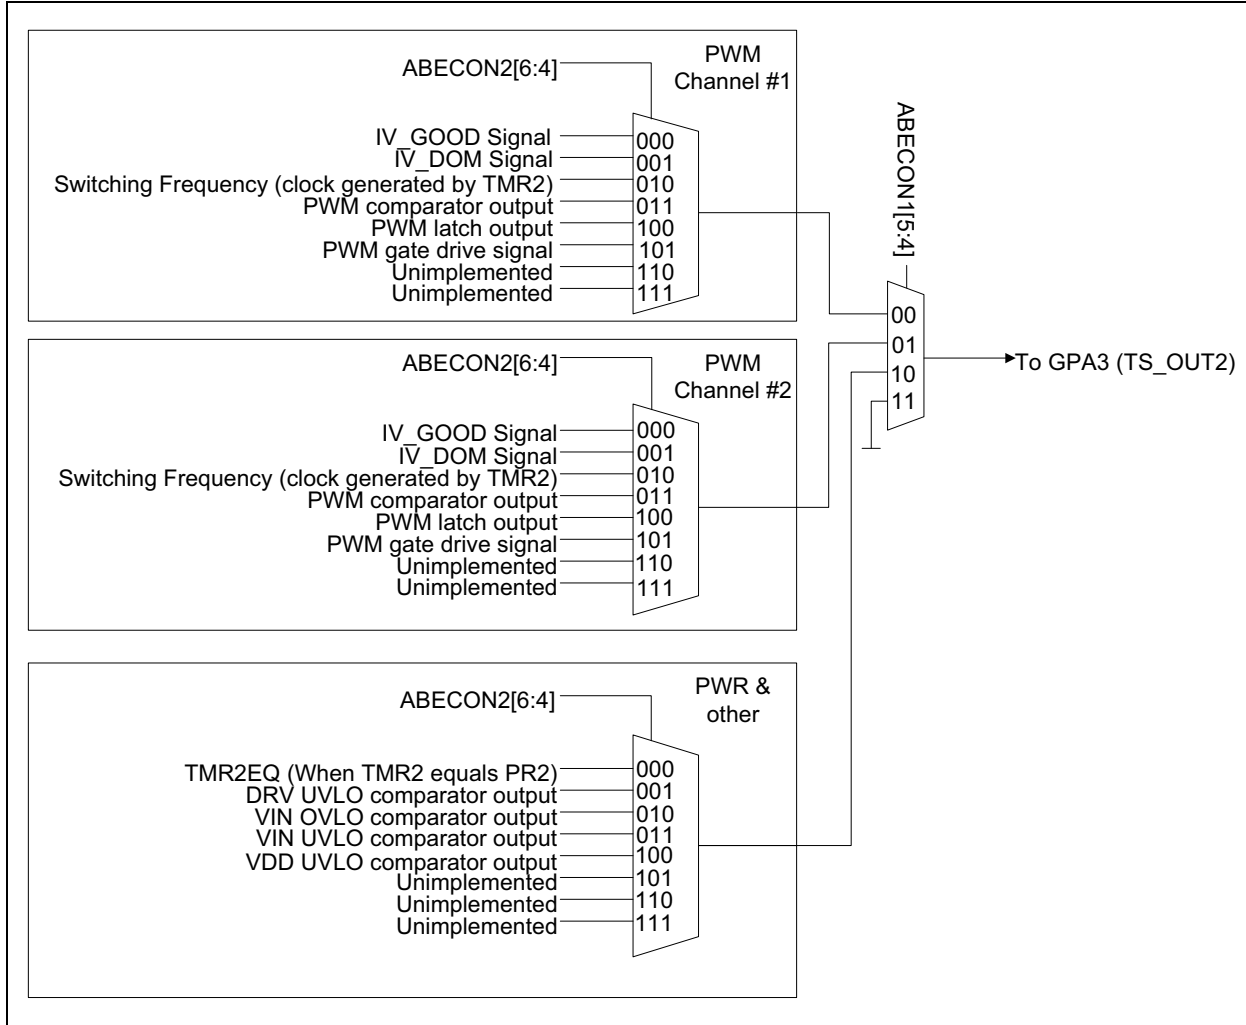 PWM
Channel #1
ABECON2[6:4]
IV_GOOD Signal 000
IV_DOM Signal 001
Switching Frequency (clock generated by TMR2) 010
PWM comparator output 011
PWM latch output 100
PWM gate drive signal 101
Unimplemented 110
Unimplemented 111
PWM
Channel #2
ABECON2[6:4]
IV_GOOD Signal 000
IV_DOM Signal 001
Switching Frequency (clock generated by TMR2) 010
PWM comparator output 011
PWM latch output 100
PWM gate drive signal 101
Unimplemented 110
Unimplemented 111
PWR &
other
ABECON2[6:4]
TMR2EQ (When TMR2 equals PR2) 000
DRV UVLO comparator output 001
VIN OVLO comparator output 010
VIN UVLO comparator output 011
VDD UVLO comparator output 100
Unimplemented 101
Unimplemented 110
Unimplemented 111
ABECON1[5:4]
00
01
10
11
To GPA3 (TS_OUT2)